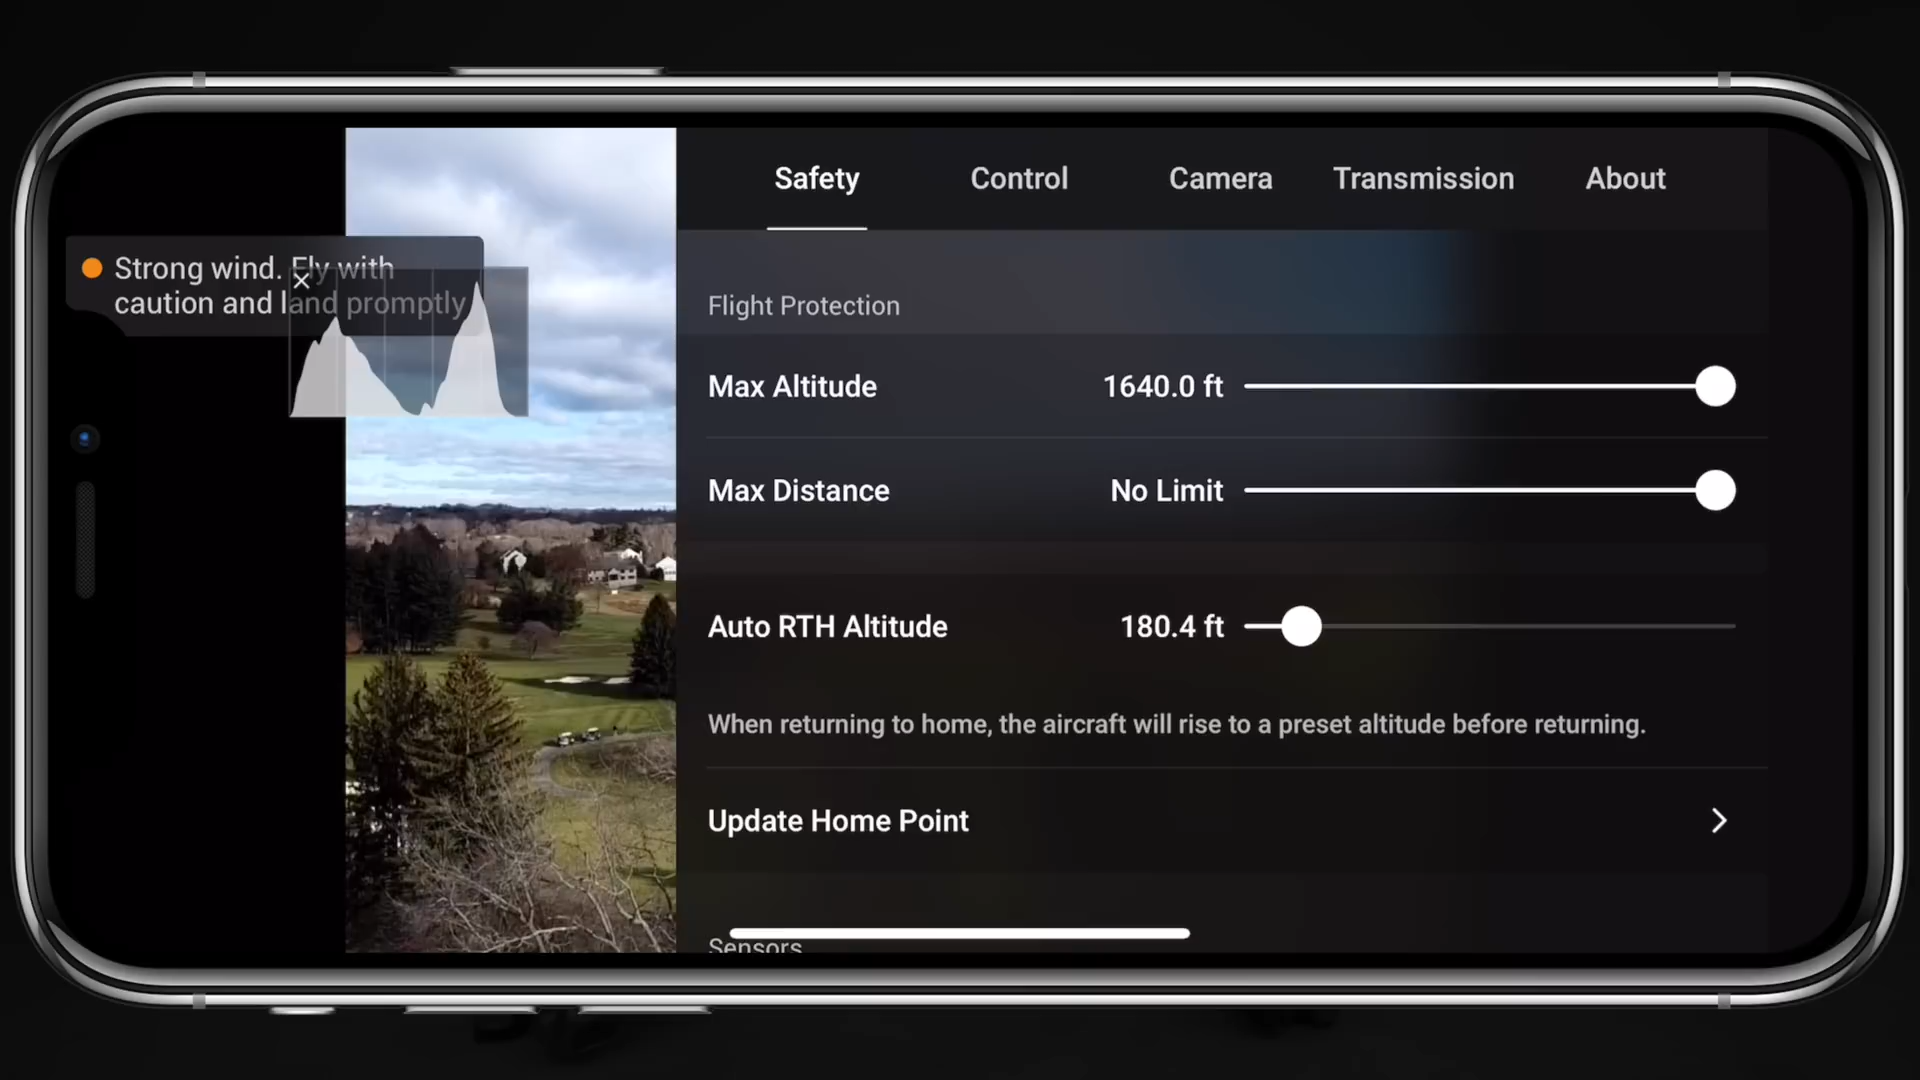 Safety
Control
Camera
Transmission
About
Strong wind. Fly with
caution and land promptly
Flight Protection
Max Altitude
1640.0 ft
Max Distance
No Limit
Auto RTH Altitude
180.4 ft
When returning to home, the aircraft will rise to a preset altitude before returning.
Update Home Point
Sensors